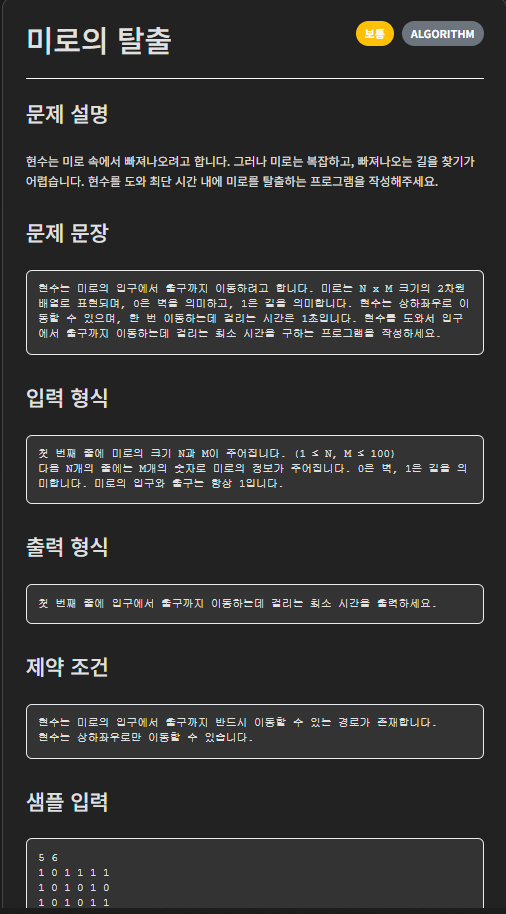 미로의 탈출
보통
ALGORITHM
문제 설명
현수는 미로 속에서 빠져나오려고 합니다. 그러나 미로는 복잡하고, 빠져나오는 길을 찾기가
어렵습니다. 현수를 도와 최단 시간 내에 미로를 탈출하는 프로그램을 작성해주세요.
문제 문장
현수는 미로의 입구에서 출구까지 이동하려고 합니다. 미로는 N x M 크기의 2차원
배열로 표현되며, 0은 벽을 의미하고, 1은 길을 의미합니다. 현수는 상하좌우로 이
동할 수 있으며, 한 번 이동하는데 걸리는 시간은 1초입니다. 현수를 도와서 입구
에서 출구까지 이동하는데 걸리는 최소 시간을 구하는 프로그램을 작성하세요.
입력 형식
첫 번째 줄에 미로의 크기 N과 M이 주어집니다. (1 ≤ N, M ≤ 100)
다음 N개의 줄에는 M개의 숫자로 미로의 정보가 주어집니다. 0은 벽, 1은 길을 의
미합니다. 미로의 입구와 출구는 항상 1입니다.
출력 형식
첫 번째 줄에 입구에서 출구까지 이동하는데 걸리는 최소 시간을 출력하세요.
제약 조건
현수는 미로의 입구에서 출구까지 반드시 이동할 수 있는 경로가 존재합니다.
현수는 상하좌우로만 이동할 수 있습니다.
샘플 입력
5 6
1 0 1 1 1 1
1 0 1 0 1 0
1 0 1 0 1 1